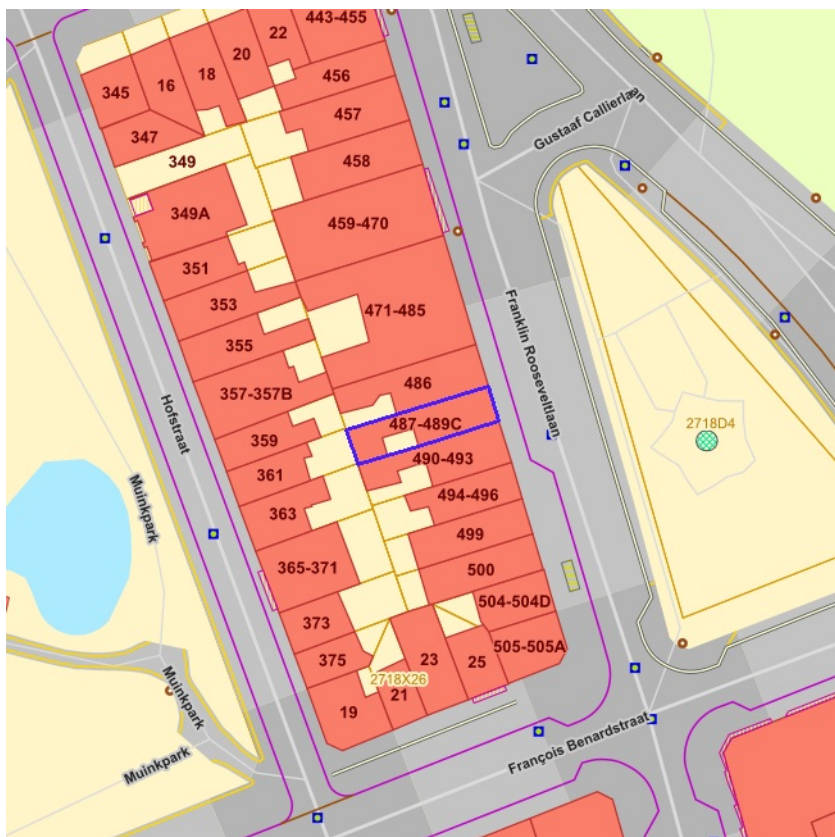 443-455
22
20
18
16
345
456
457
347
458
349
349A
459-470
351
353
471-485
355
357-357B
486
487-489C
359
490-493
361
494-496
363
499
365-371
500
504-504D
373
505-505A
375
23
25
2718X26
21
19
Gustaaf Callierlaan
Franklin Rooseveltlaan
Hofstraat
Muinkpark
2718D4
Muinkpark
Muinkpark
François Benardstraat